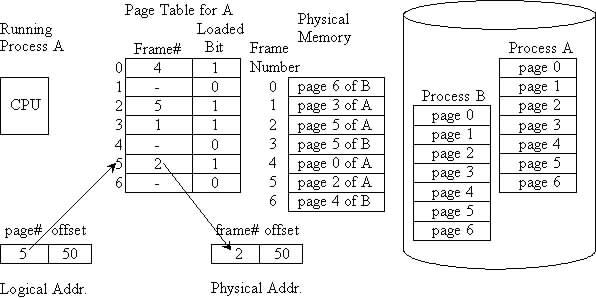 Running
Process A
CPU
Page Table for A
Frame# Loaded Bit
0 4 1
1 - 0
2 5 1
3 1 1
4 - 0
5 2 1
6 - 0
Physical
Memory
Frame
Number
0 page 6 of B
1 page 3 of A
2 page 5 of A
3 page 5 of B
4 page 0 of A
5 page 2 of A
6 page 4 of B
Process B
page 0
page 1
page 2
page 3
page 4
page 5
page 6
Process A
page 0
page 1
page 2
page 3
page 4
page 5
page 6
page# offset
5 50
Logical Addr.
frame# offset
2 50
Physical Addr.